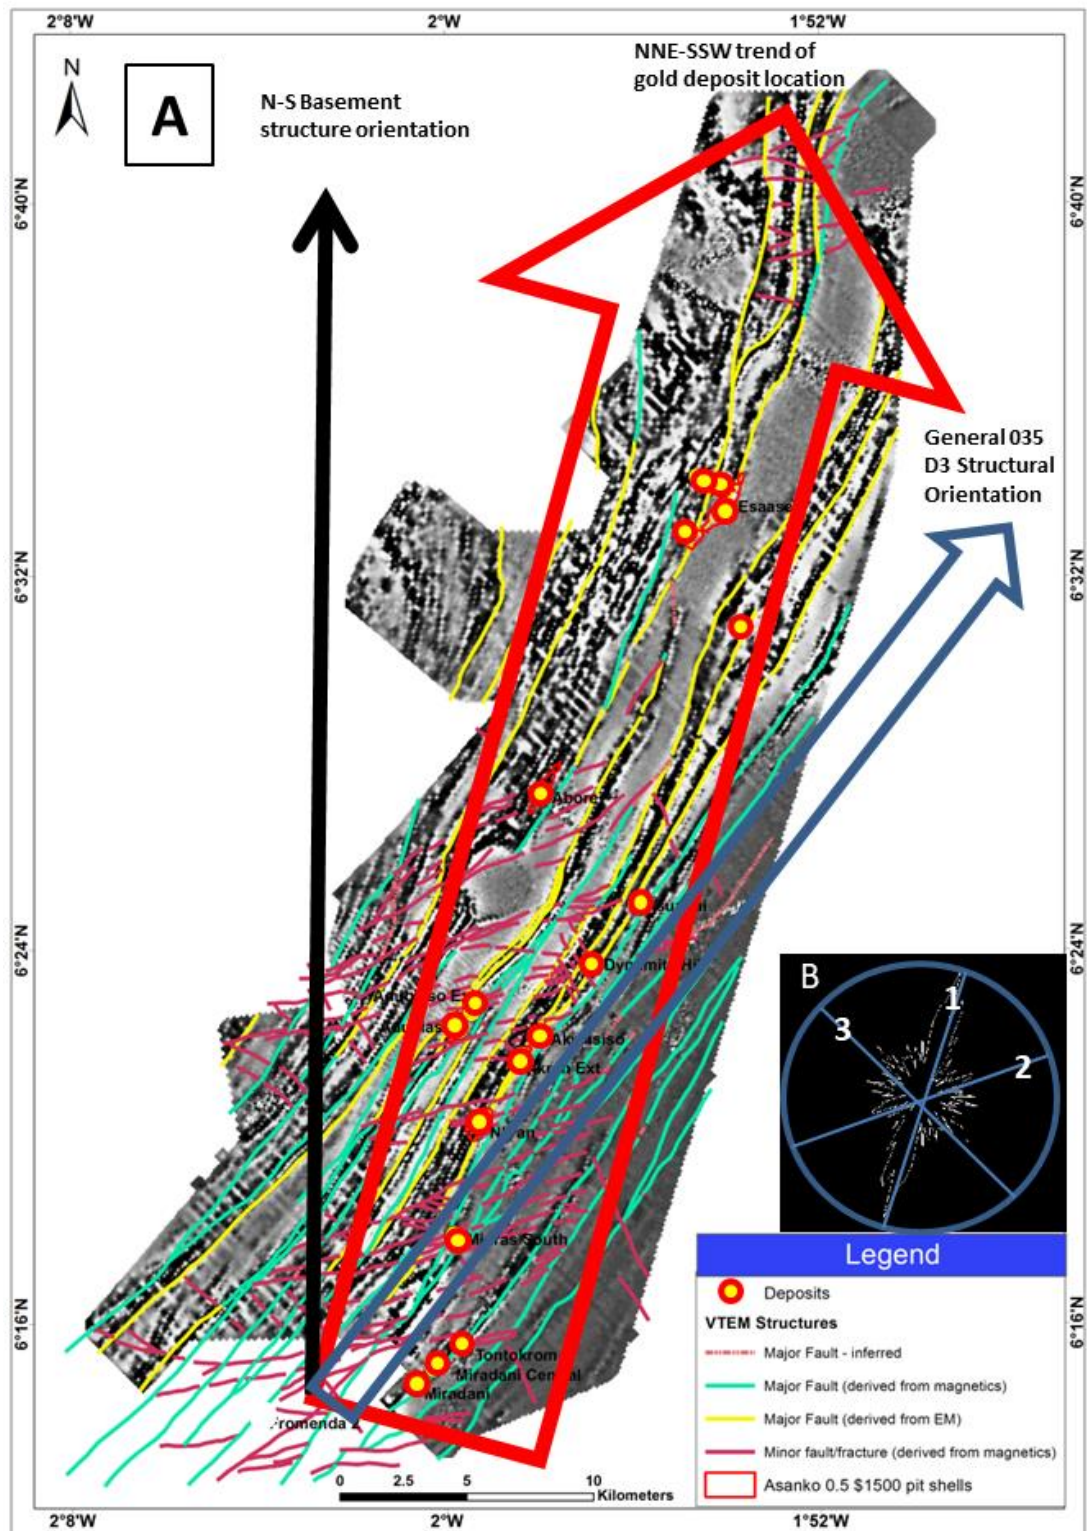 2°8'W
2°W
1°52'W
N
A
N-S Basement
structure orientation
NNE-SSW trend of
gold deposit location
6°40'N
6°40'N
General 035
D3 Structural
Orientation
Esaase
6°32'N
6°32'N
6°24'N
6°24'N
Akwasiso
Nkran
Tontokrom
Miradani Central
Miradani
6°16'N
6°16'N
B
1
2
3
Legend
Deposits
VTEM Structures
Major Fault - inferred
Major Fault (derived from magnetics)
Major Fault (derived from EM)
Minor fault/fracture (derived from magnetics)
Asanko 0.5 $1500 pit shells
0 2.5 5 10
Kilometers
2°8'W
2°W
1°52'W